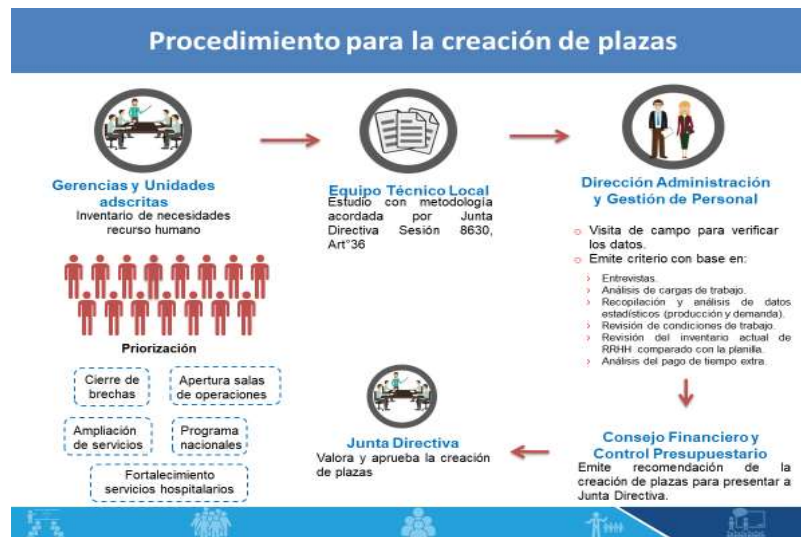 Procedimiento para la creación de plazas
Gerencias y Unidades
adscritas
Inventario de necesidades
recurso humano
Priorización
Cierre de
brechas
Apertura salas
de operaciones
Ampliación
de servicios
Programa
nacionales
Fortalecimiento
servicios hospitalarios
Equipo Técnico Local
Estudio con metodología
acordada por Junta
Directiva Sesión 8630,
Art°36
Dirección Administración
y Gestión de Personal
Visita de campo para verificar
los datos.
Emite criterio con base en:
Entrevistas.
Análisis de cargas de trabajo.
Recopilación y análisis de datos
estadísticos (producción y demanda).
Revisión de condiciones de trabajo.
Revisión del inventario actual de
RRHH comparado con la planilla.
Análisis del pago de tiempo extra.
Consejo Financiero y
Control Presupuestario
Emite recomendación de la
creación de plazas para presentar a
Junta Directiva.
Junta Directiva
Valora y aprueba la creación
de plazas